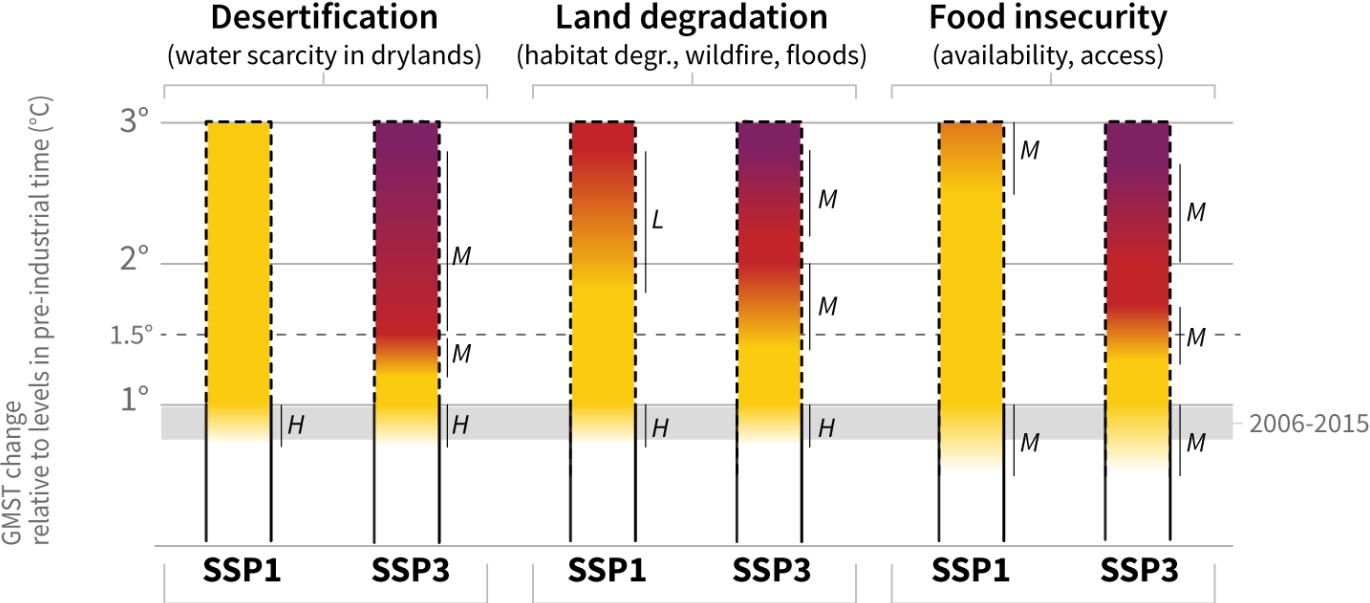 Desertification
(water scarcity in drylands)
Land degradation
(habitat degr., wildfire, floods)
Food insecurity
(availability, access)
GMST change
relative to levels in pre-industrial time (°C)
3°
2°
1.5°
1°
H
M
M
H
L
H
M
M
H
M
M
M
M
M
2006-2015
SSP1
SSP3
SSP1
SSP3
SSP1
SSP3